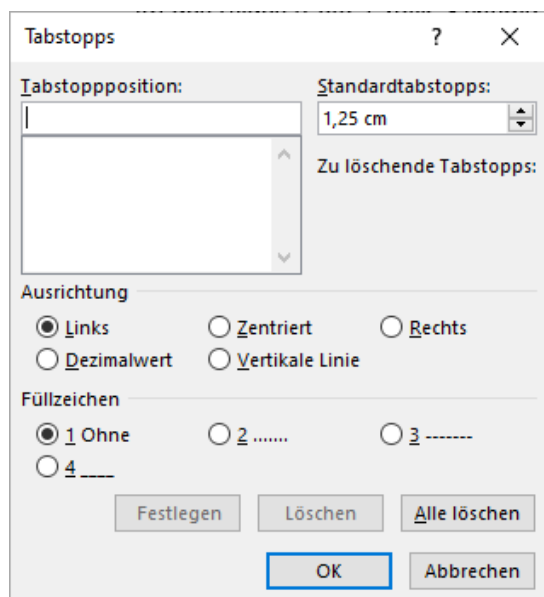 Tabstopps ?
Tabstoppposition: Standardtabstopps:
1,25 cm
Zu löschende Tabstopps:
Ausrichtung
Links Zentriert Rechts
Dezimalwert Vertikale Linie
Füllzeichen
1 Ohne 2 ....... 3 -------
4 ____
Festlegen Löschen Alle löschen
OK Abbrechen